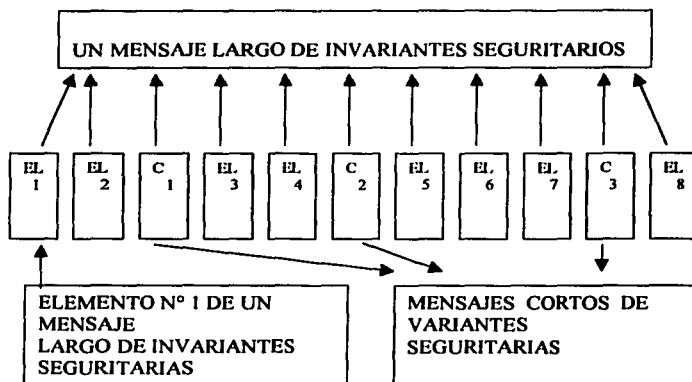 UN MENSAJE LARGO DE INVARIANTES SEGURITARIOS
EL EL C EL EL C EL EL EL C EL
1 2 1 3 4 2 5 6 7 3 8
ELEMENTO N° 1 DE UN
MENSAJE
LARGO DE INVARIANTES
SEGURITARIAS
MENSAJES CORTOS DE
VARIANTES
SEGURITARIAS